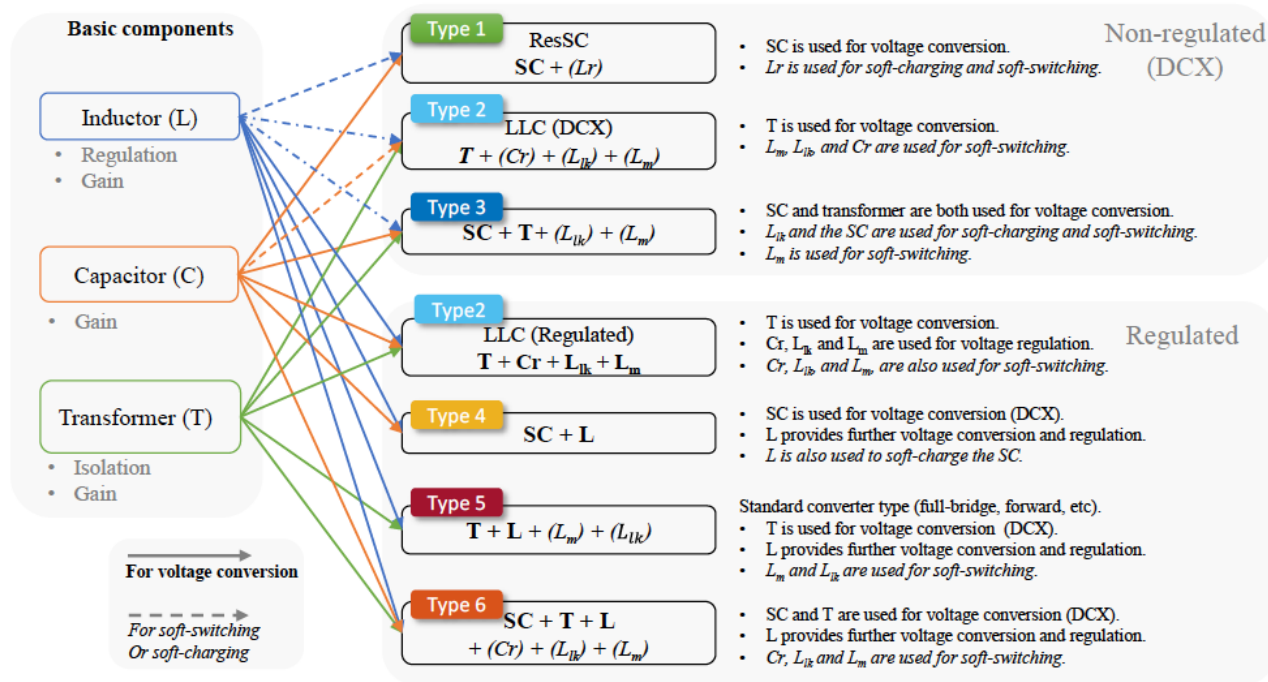 Basic components
Inductor (L)
• Regulation
• Gain
Capacitor (C)
• Gain
Transformer (T)
• Isolation
• Gain
For voltage conversion
For soft-switching
Or soft-charging
Non-regulated
(DCX)
Type 1
ResSC
SC + (Lr)
• SC is used for voltage conversion.
• Lr is used for soft-charging and soft-switching.
Type 2
LLC (DCX)
T + (Cr) + (Llk) + (Lm)
• T is used for voltage conversion.
• Lm, Llk, and Cr are used for soft-switching.
Type 3
SC + T + (Llk) + (Lm)
• SC and transformer are both used for voltage conversion.
• Llk and the SC are used for soft-charging and soft-switching.
• Lm is used for soft-switching.
Regulated
Type2
LLC (Regulated)
T + Cr + Llk + Lm
• T is used for voltage conversion.
• Cr, Llk and Lm are used for voltage regulation.
• Cr, Llk, and Lm, are also used for soft-switching.
Type 4
SC + L
• SC is used for voltage conversion (DCX).
• L provides further voltage conversion and regulation.
• L is also used to soft-charge the SC.
Type 5
T + L + (Lm) + (Llk)
Standard converter type (full-bridge, forward, etc).
• T is used for voltage conversion (DCX).
• L provides further voltage conversion and regulation.
• Lm and Llk are used for soft-switching.
Type 6
SC + T + L
+ (Cr) + (Llk) + (Lm)
• SC and T are used for voltage conversion (DCX).
• L provides further voltage conversion and regulation.
• Cr, Llk and Lm are used for soft-switching.